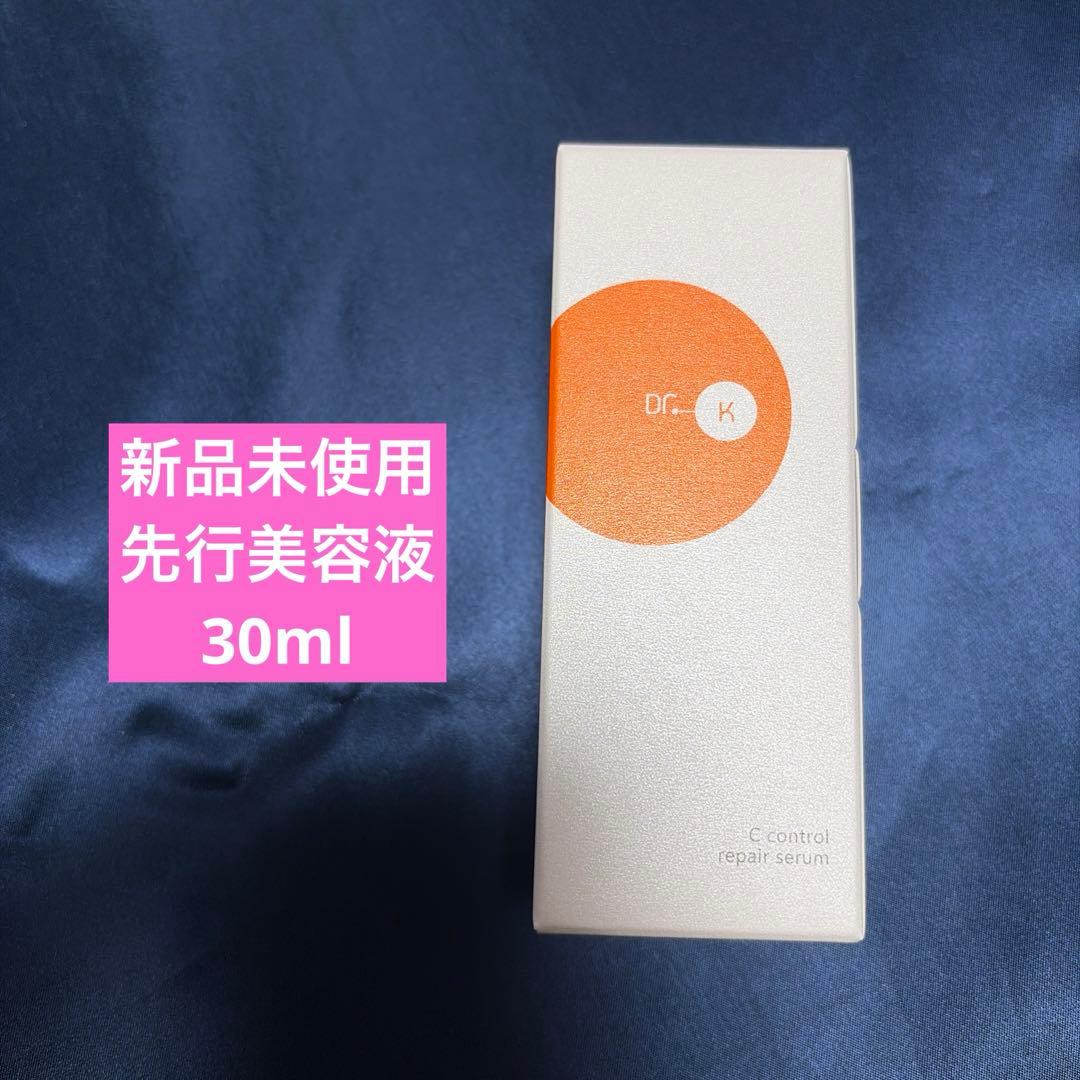 新品未使用
先行美容液
30ml
Dr. K
C control
repair serum